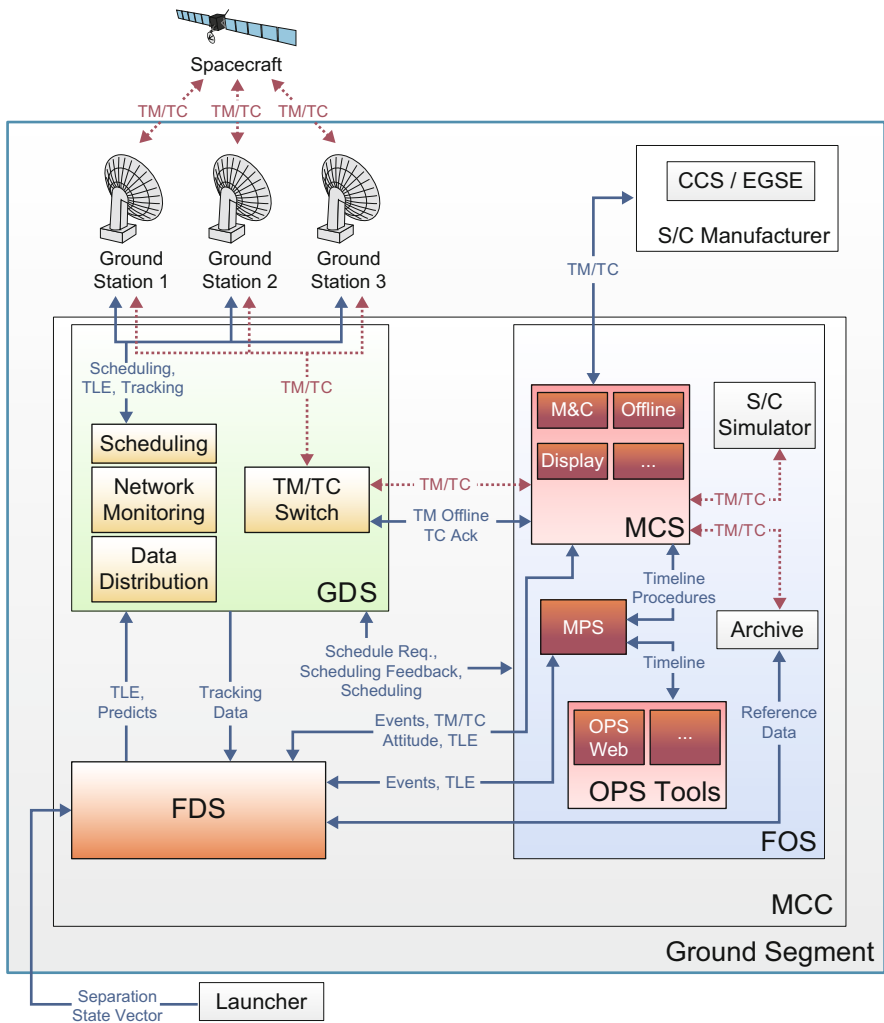 Spacecraft
TM/TC
TM/TC
TM/TC
Ground
Station 1
Ground
Station 2
Ground
Station 3
CCS / EGSE
S/C Manufacturer
TM/TC
Scheduling,
TLE, Tracking
TM/TC
Scheduling
Network
Monitoring
Data
Distribution
TM/TC
Switch
GDS
TM/TC
TM Offline
TC Ack
M&C
Offline
Display
...
MCS
S/C
Simulator
TM/TC
TM/TC
Timeline
Procedures
MPS
Archive
Timeline
OPS
Web
...
OPS Tools
Reference
Data
FOS
Schedule Req.,
Scheduling Feedback,
Scheduling
TLE,
Predicts
Tracking
Data
Events, TM/TC
Attitude, TLE
Events, TLE
FDS
MCC
Ground Segment
Separation
State Vector
Launcher